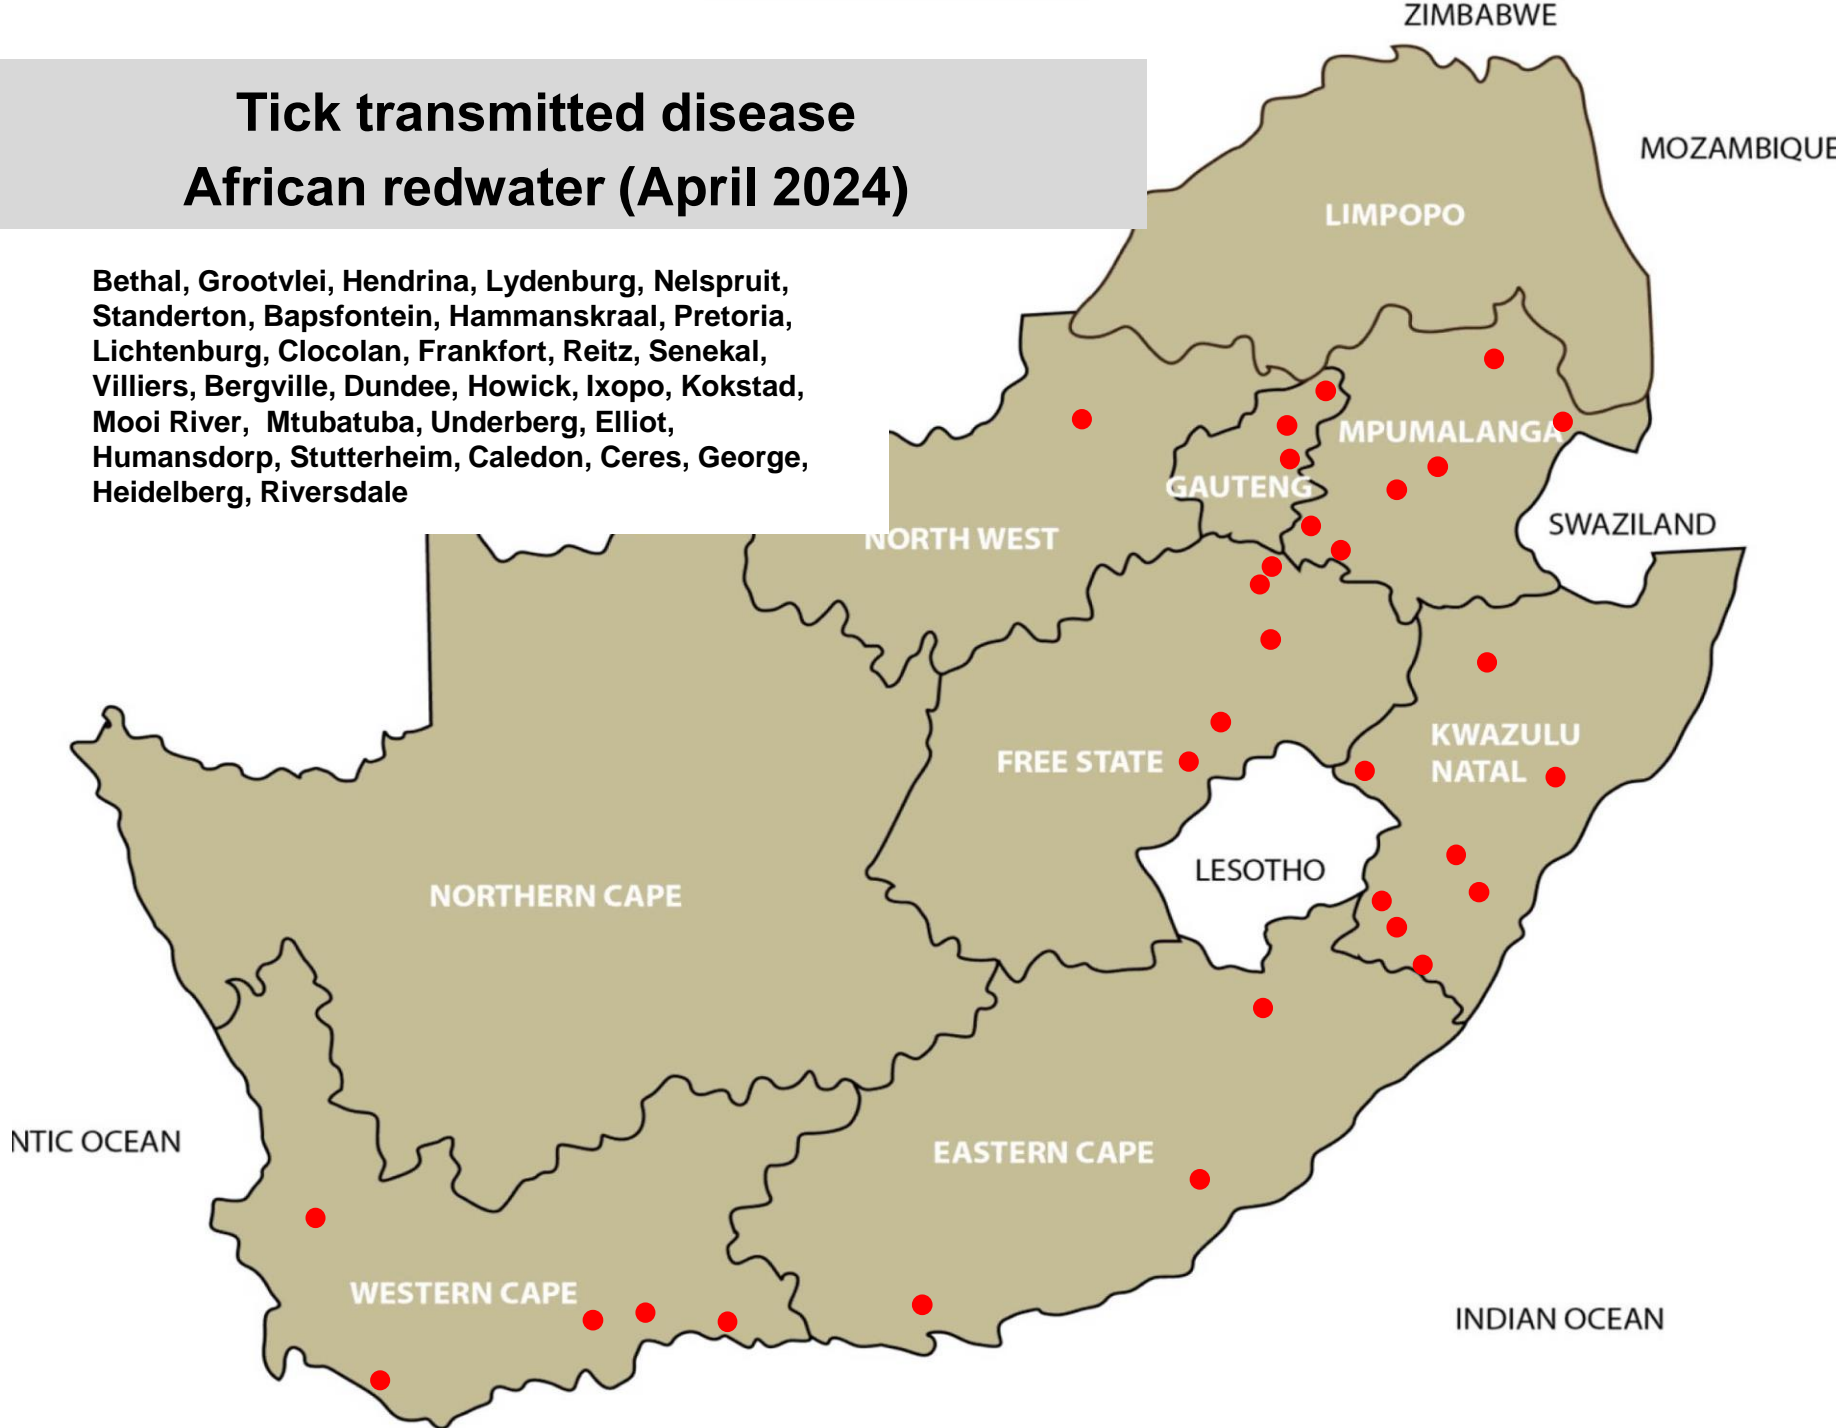 ZIMBABWE
Tick transmitted disease
African redwater (April 2024)
MOZAMBIQUE
LIMPOPO
Bethal, Grootvlei, Hendrina, Lydenburg, Nelspruit,
Standerton, Bapsfontein, Hammanskraal, Pretoria,
Lichtenburg, Clocolan, Frankfort, Reitz, Senekal,
Villiers, Bergville, Dundee, Howick, Ixopo, Kokstad,
Mooi River,  Mtubatuba, Underberg, Elliot,
Humansdorp, Stutterheim, Caledon, Ceres, George,
Heidelberg, Riversdale
MPUMALANGA
GAUTENG
SWAZILAND
NORTH WEST
KWAZULU
NATAL
FREE STATE
LESOTHO
NORTHERN CAPE
NTIC OCEAN
EASTERN CAPE
WESTERN CAPE
INDIAN OCEAN